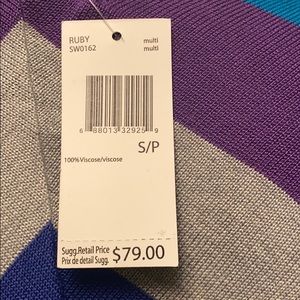 RUBY multi
SW0162 multi
6 88013 32925 9
S/P
100%Viscose/viscose
Sugg.Retail Price
Prix de detail Sugg. $79.00